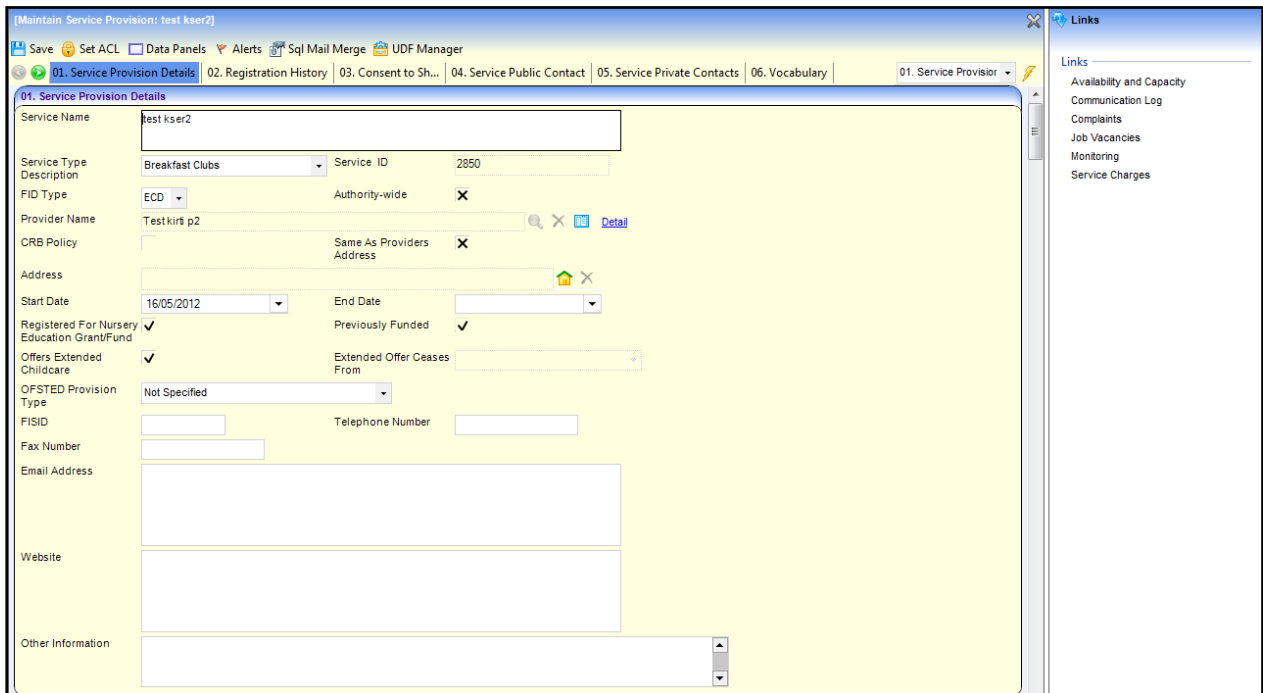 [Maintain Service Provision: test kser2]
Save Set ACL Data Panels Alerts Sql Mail Merge UDF Manager
01. Service Provision Details 02. Registration History 03. Consent to Sh... 04. Service Public Contact 05. Service Private Contacts 06. Vocabulary 01. Service Provisior
01. Service Provision Details
Service Name test kser2
Service Type Description Breakfast Clubs Service ID 2850
FID Type ECD Authority-wide
Provider Name Testkirti p2 Detail
CRB Policy Same As Providers Address
Address
Start Date 16/05/2012 End Date
Registered For Nursery Education Grant/Fund Previously Funded
Offers Extended Childcare Extended Offer Ceases From
OFSTED Provision Type Not Specified
FISID Telephone Number
Fax Number
Email Address
Website
Other Information
Links
Links
Availability and Capacity
Communication Log
Complaints
Job Vacancies
Monitoring
Service Charges